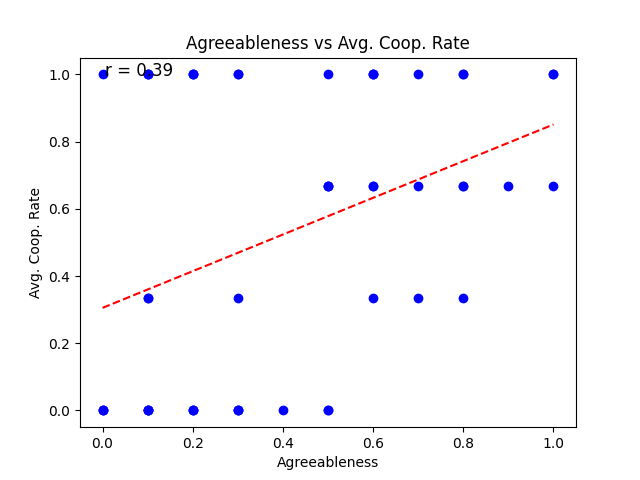 Agreeableness vs Avg. Coop. Rate
r = 0.39
1.0
0.8
0.6
0.4
0.2
0.0
Avg. Coop. Rate
0.0 0.2 0.4 0.6 0.8 1.0
Agreeableness